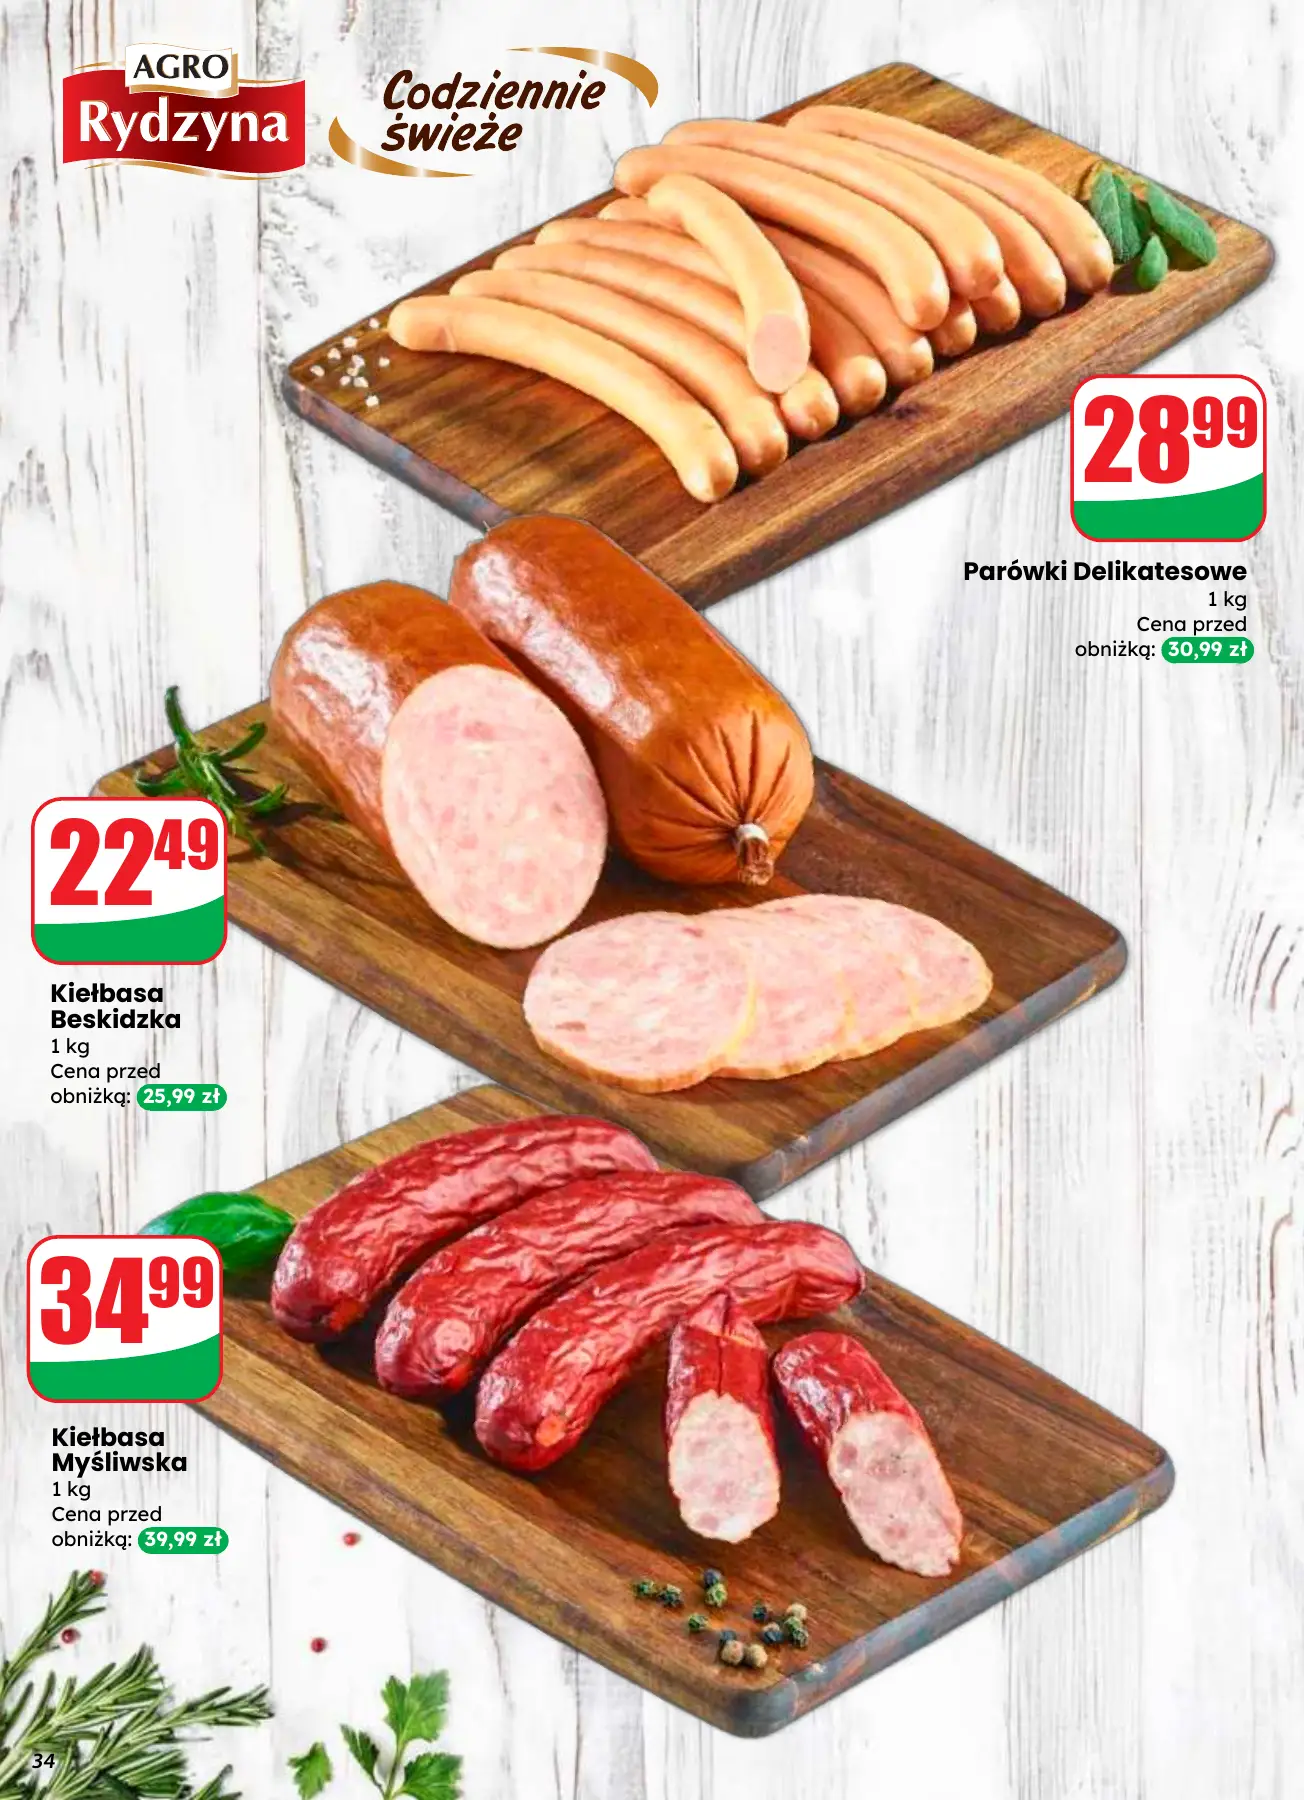 AGRO
Rydzyna
Codziennie
świeże
28 99
Parówki Delikatesowe
1 kg
Cena przed
obniżką: 30,99 zł
22 49
Kiełbasa
Beskidzka
1 kg
Cena przed
obniżką: 25,99 zł
34 99
Kiełbasa
Myśliwska
1 kg
Cena przed
obniżką: 39,99 zł
34